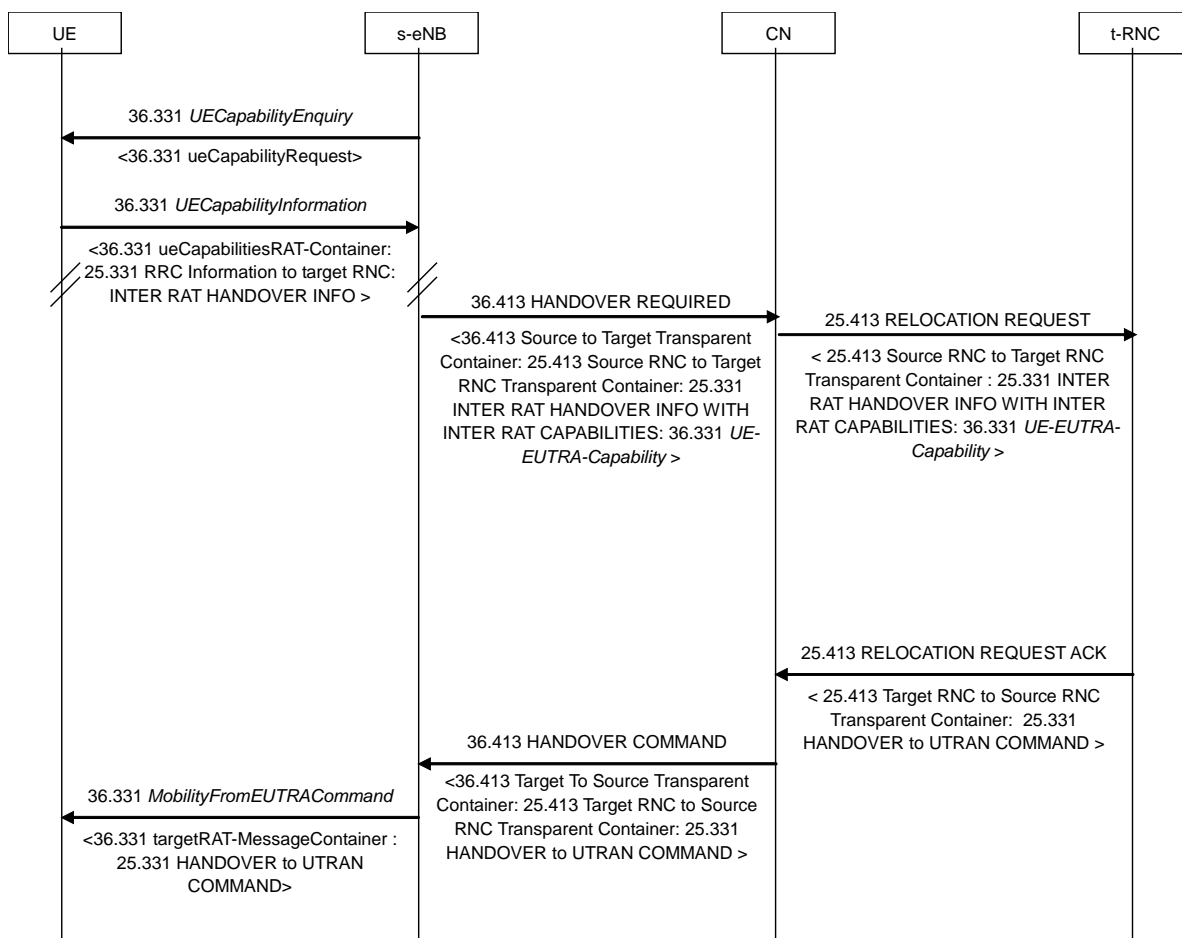 UE
s-eNB
CN
t-RNC
36.331 UECapabilityEnquiry
<36.331 ueCapabilityRequest>
36.331 UECapabilityInformation
<36.331 ueCapabilitiesRAT-Container:
25.331 RRC Information to target RNC:
INTER RAT HANDOVER INFO >
36.413 HANDOVER REQUIRED
<36.413 Source to Target Transparent
Container: 25.413 Source RNC to Target
RNC Transparent Container: 25.331
INTER RAT HANDOVER INFO WITH
INTER RAT CAPABILITIES: 36.331 UE-
EUTRA-Capability >
25.413 RELOCATION REQUEST
< 25.413 Source RNC to Target RNC
Transparent Container : 25.331 INTER
RAT HANDOVER INFO WITH INTER
RAT CAPABILITIES: 36.331 UE-EUTRA-
Capability >
25.413 RELOCATION REQUEST ACK
< 25.413 Target RNC to Source RNC
Transparent Container: 25.331
HANDOVER to UTRAN COMMAND >
36.413 HANDOVER COMMAND
<36.413 Target To Source Transparent
Container: 25.413 Target RNC to Source
RNC Transparent Container: 25.331
HANDOVER to UTRAN COMMAND >
36.331 MobilityFromEUTRACommand
<36.331 targetRAT-MessageContainer :
25.331 HANDOVER to UTRAN
COMMAND>